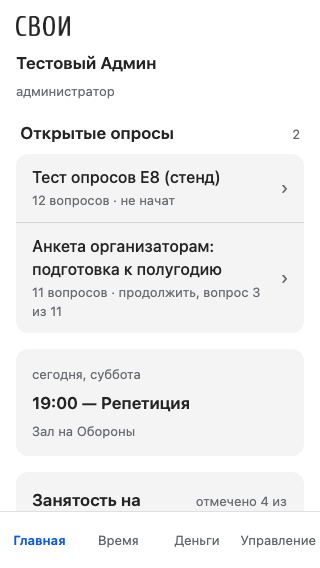 СВОИ
Тестовый Админ
администратор
Открытые опросы 2
Тест опросов Е8 (стенд)
12 вопросов · не начат
›
Анкета организаторам:
подготовка к полугодию
11 вопросов · продолжить, вопрос 3
из 11
›
сегодня, суббота
19:00 — Репетиция
Зал на Обороны
Занятость на отмечено 4 из
Главная Время Деньги Управление